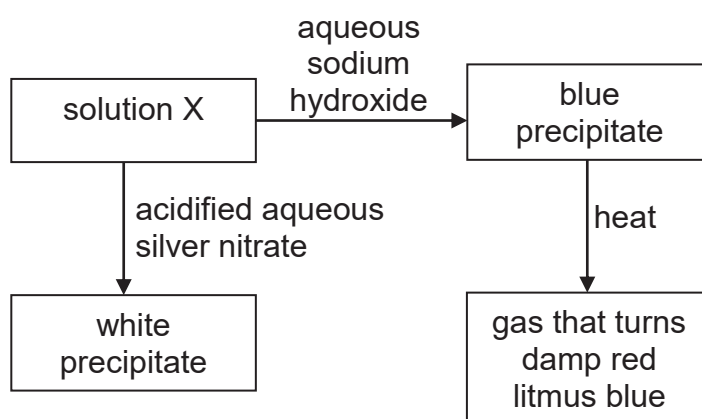 aqueous
sodium
hydroxide
solution X
blue
precipitate
acidified aqueous
silver nitrate
heat
white
precipitate
gas that turns
damp red
litmus blue